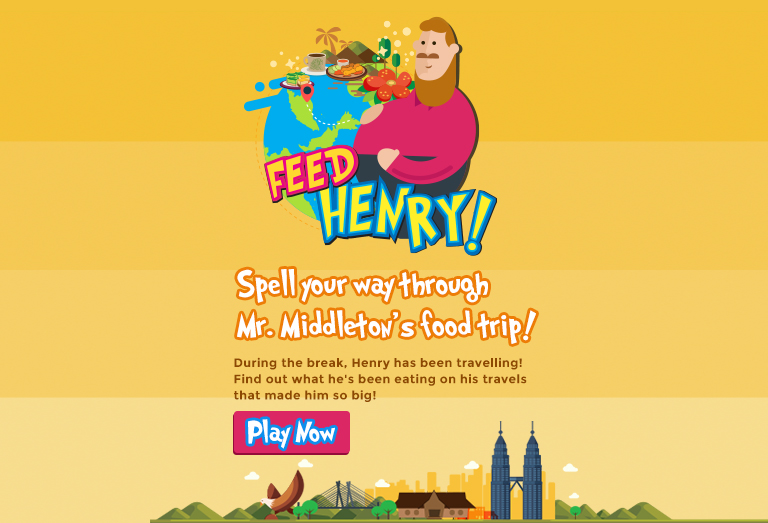 FEED
HENRY!
Spell your way through
Mr. Middleton's food trip!
During the break, Henry has been travelling!
Find out what he's been eating on his travels
that made him so big!
Play Now